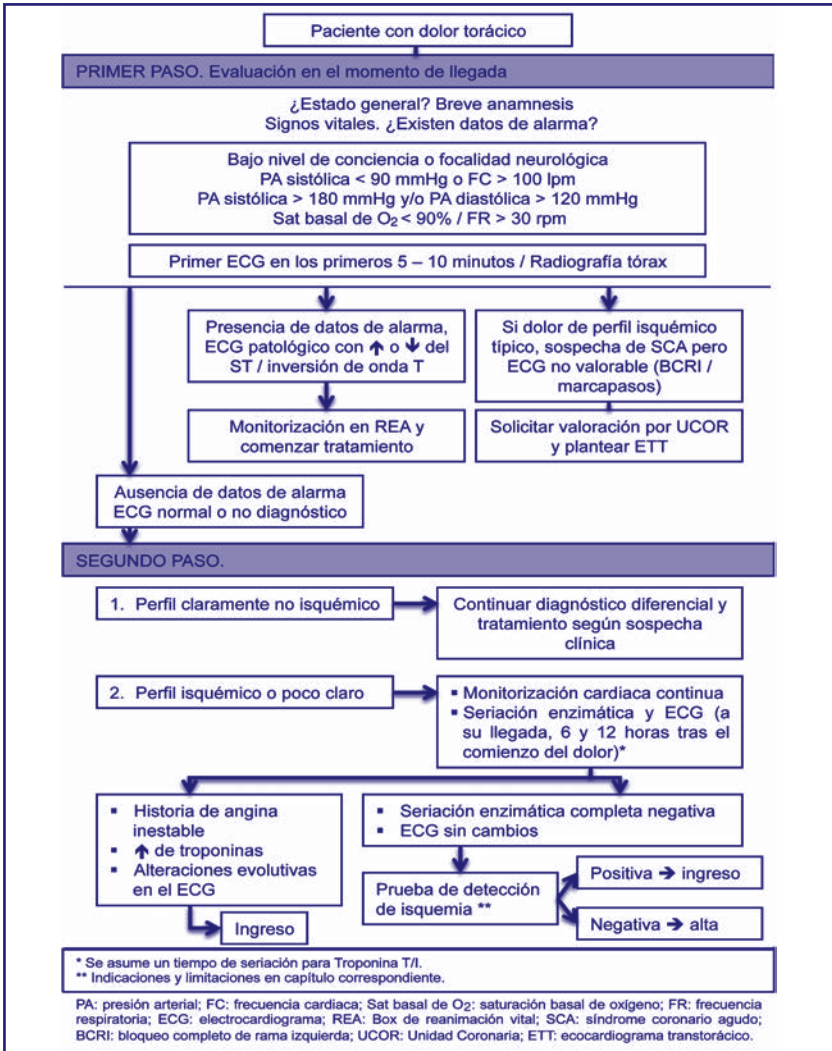 Paciente con dolor torácico
PRIMER PASO. Evaluación en el momento de llegada
¿Estado general? Breve anamnesis
Signos vitales. ¿Existen datos de alarma?
Bajo nivel de conciencia o focalidad neurológica
PA sistólica < 90 mmHg o FC > 100 lpm
PA sistólica > 180 mmHg y/o PA diastólica > 120 mmHg
Sat basal de O2 < 90% / FR > 30 rpm
Primer ECG en los primeros 5 – 10 minutos / Radiografía tórax
Presencia de datos de alarma,
ECG patológico con ↑ o ↓ del
ST / inversión de onda T
Si dolor de perfil isquémico
típico, sospecha de SCA pero
ECG no valorable (BCRI /
marcapasos)
Monitorización en REA y
comenzar tratamiento
Solicitar valoración por UCOR
y plantear ETT
Ausencia de datos de alarma
ECG normal o no diagnóstico
SEGUNDO PASO.
1. Perfil claramente no isquémico
Continuar diagnóstico diferencial y
tratamiento según sospecha
clínica
2. Perfil isquémico o poco claro
▪ Monitorización cardiaca continua
▪ Seriación enzimática y ECG (a
su llegada, 6 y 12 horas tras el
comienzo del dolor)*
▪ Historia de angina
inestable
▪ ↑ de troponinas
▪ Alteraciones evolutivas
en el ECG
▪ Seriación enzimática completa negativa
▪ ECG sin cambios
Prueba de detección
de isquemia **
Positiva → ingreso
Negativa → alta
Ingreso
* Se asume un tiempo de seriación para Troponina T/I.
** Indicaciones y limitaciones en capítulo correspondiente.
PA: presión arterial; FC: frecuencia cardiaca; Sat basal de O2: saturación basal de oxígeno; FR: frecuencia
respiratoria; ECG: electrocardiograma; REA: Box de reanimación vital; SCA: síndrome coronario agudo;
BCRI: bloqueo completo de rama izquierda; UCOR: Unidad Coronaria; ETT: ecocardiograma transtorácico.